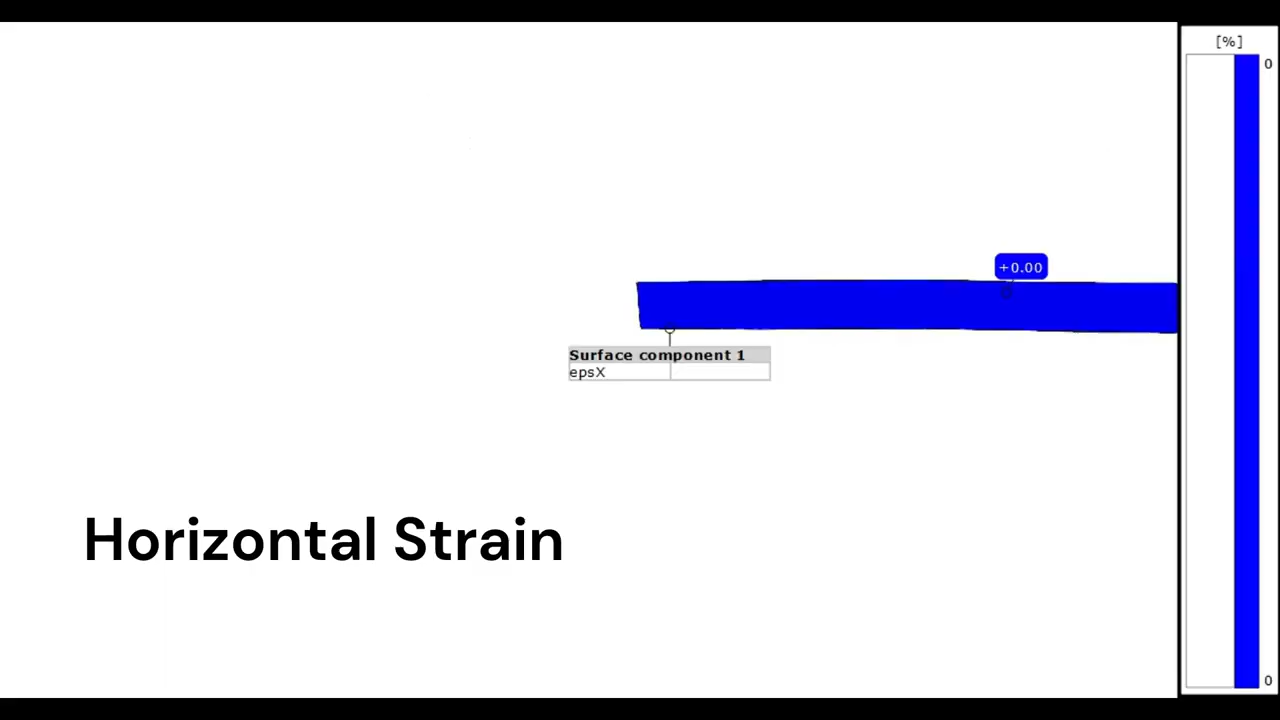 [%]
0
+0.00
Surface component 1
epsX
Horizontal Strain
0